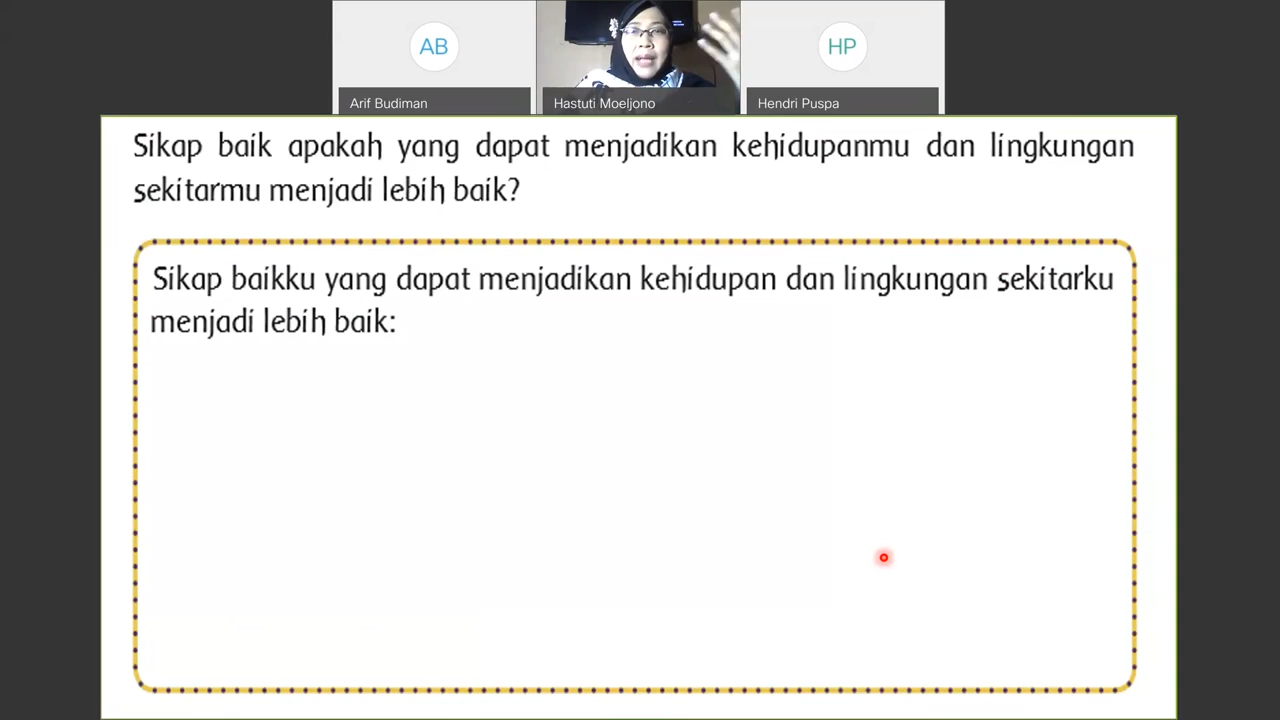 AB
HP
Arif Budiman
Hastuti Moeljono
Hendri Puspa
Sikap baik apakah yang dapat menjadikan kehidupanmu dan lingkungan
sekitarmu menjadi lebih baik?
Sikap baikku yang dapat menjadikan kehidupan dan lingkungan sekitarku
menjadi lebih baik: